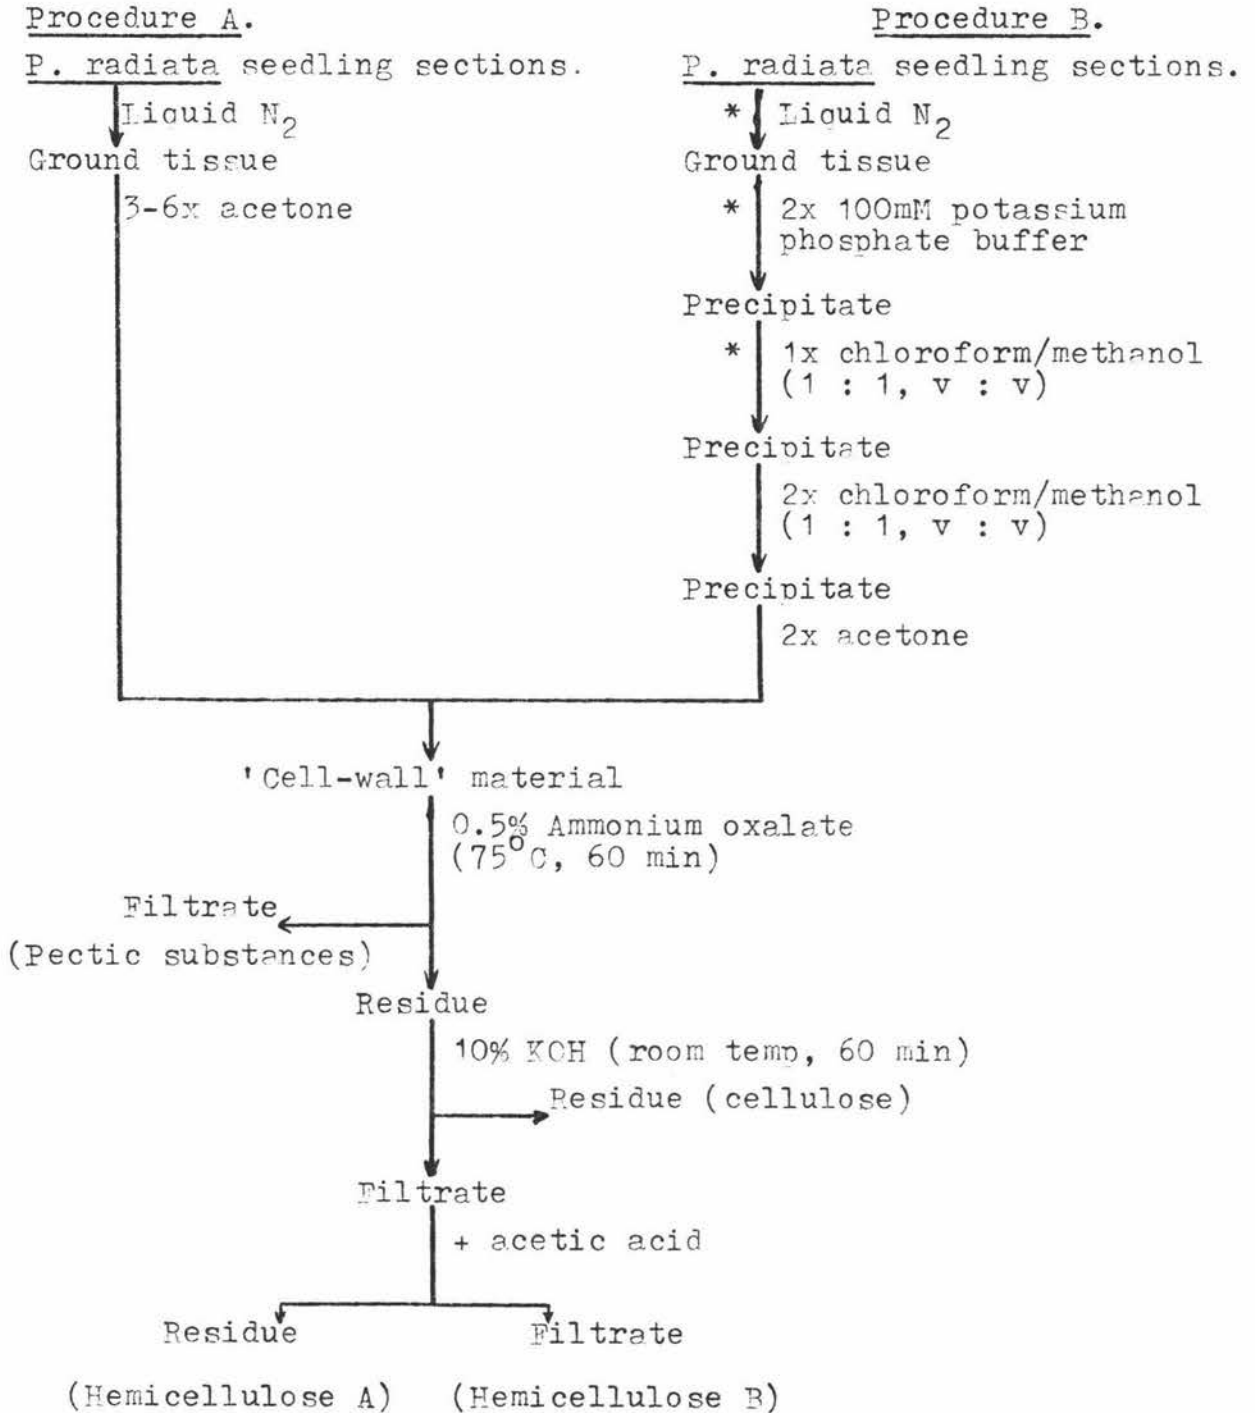 Procedure A.
P. radiata seedling sections.
Liquid N2
Ground tissue
3-6x acetone
Procedure B.
P. radiata seedling sections.
* Liquid N2
Ground tissue
* 2x 100mM potassium
phosphate buffer
Precipitate
* 1x chloroform/methanol
(1 : 1, v : v)
Precipitate
2x chloroform/methanol
(1 : 1, v : v)
Precipitate
2x acetone
'Cell-wall' material
0.5% Ammonium oxalate
(75°C, 60 min)
Filtrate
(Pectic substances)
Residue
10% KOH (room temp, 60 min)
Residue (cellulose)
Filtrate
+ acetic acid
Residue
Filtrate
(Hemicellulose A)
(Hemicellulose B)